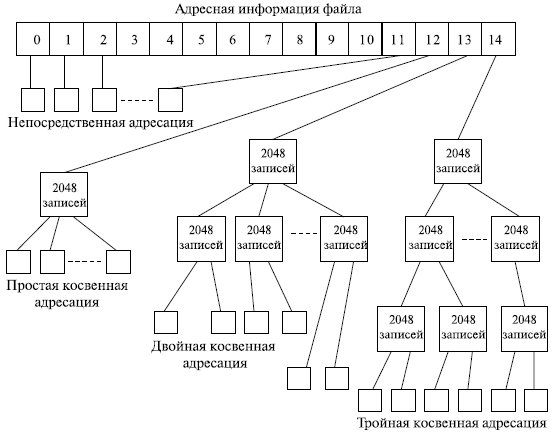 Адресная информация файла
0 1 2 3 4 5 6 7 8 9 10 11 12 13 14
Непосредственная адресация
2048
записей
2048
записей
2048
записей
2048
записей
2048
записей
2048
записей
2048
записей
2048
записей
Простая косвенная
адресация
2048
записей
2048
записей
2048
записей
Двойная косвенная
адресация
Тройная косвенная адресация